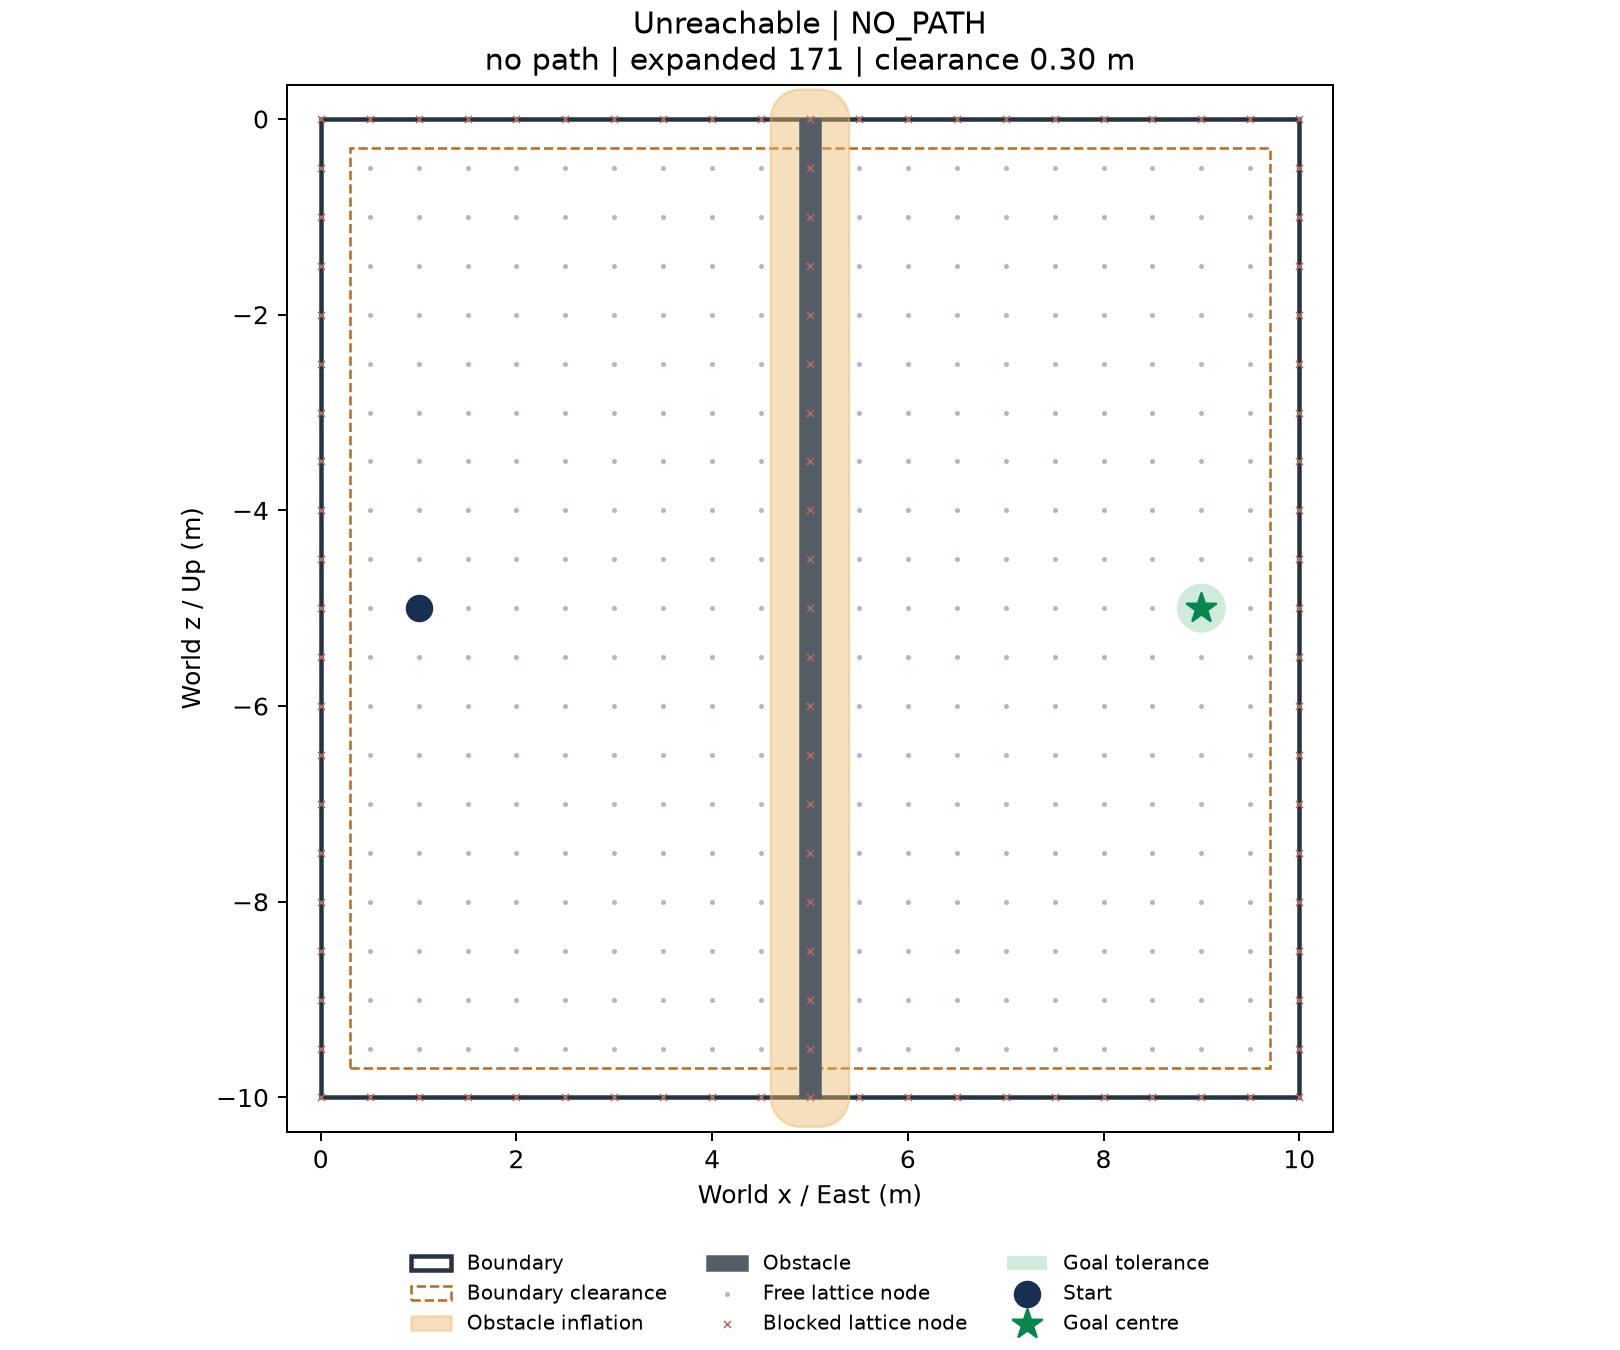 Unreachable | NO_PATH
no path | expanded 171 | clearance 0.30 m
0
−2
−4
−6
−8
−10
World z / Up (m)
0 2 4 6 8 10
World x / East (m)
Boundary
Boundary clearance
Obstacle inflation
Obstacle
Free lattice node
Blocked lattice node
Goal tolerance
Start
Goal centre